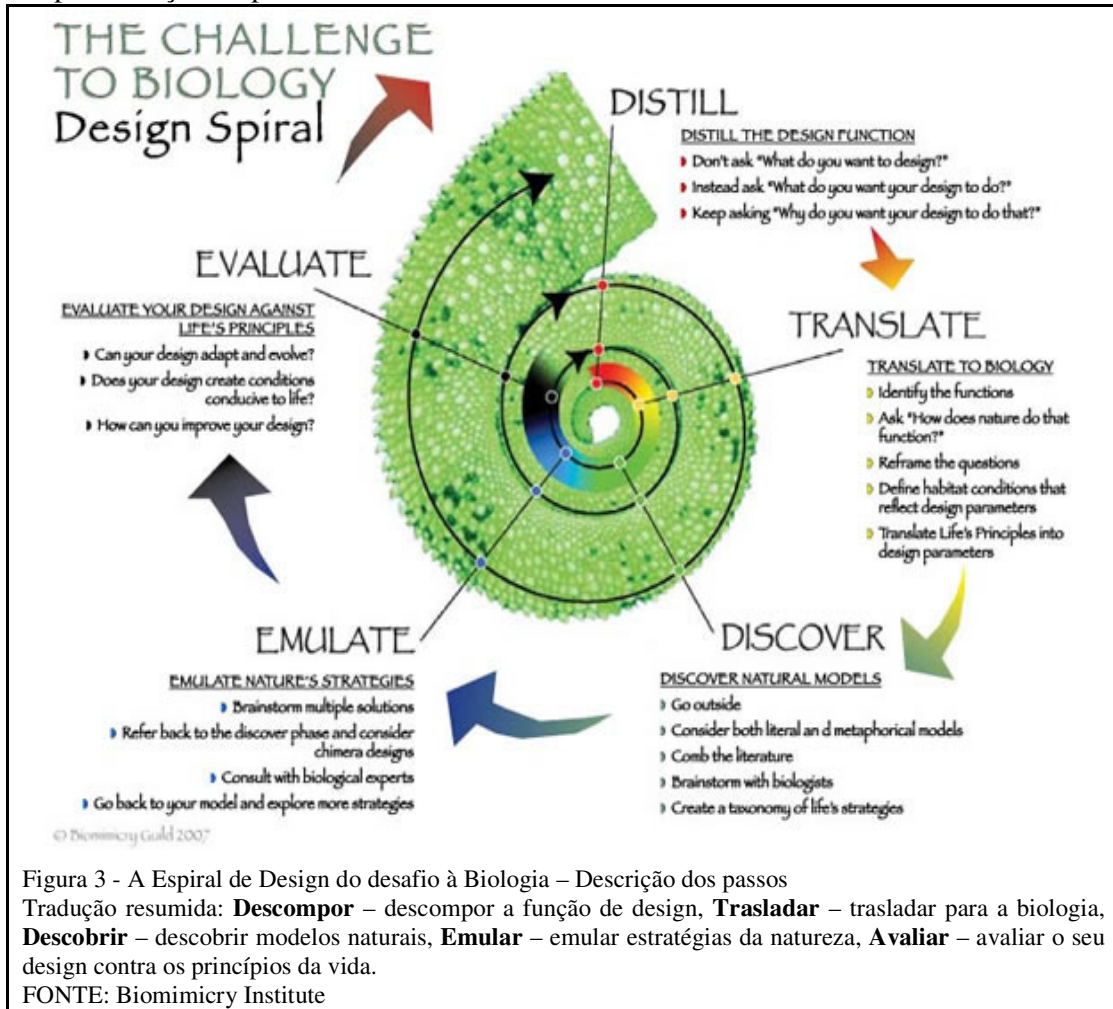 THE CHALLENGE
TO BIOLOGY
Design Spiral
DISTILL
DISTILL THE DESIGN FUNCTION
Don't ask "What do you want to design?"
Instead ask "What do you want your design to do?"
Keep asking "Why do you want your design to do that?"
TRANSLATE
TRANSLATE TO BIOLOGY
Identify the functions
Ask "How does nature do that
function?"
Reframe the questions
Define habitat conditions that
reflect design parameters
Translate Life's Principles into
design parameters
DISCOVER
DISCOVER NATURAL MODELS
Go outside
Consider both literal an d metaphorical models
Comb the literature
Brainstorm with biologists
Create a taxonomy of life's strategies
EMULATE
EMULATE NATURE'S STRATEGIES
Brainstorm multiple solutions
Refer back to the discover phase and consider
chimera designs
Consult with biological experts
Go back to your model and explore more strategies
EVALUATE
EVALUATE YOUR DESIGN AGAINST
LIFE'S PRINCIPLES
Can your design adapt and evolve?
Does your design create conditions
conducive to life?
How can you improve your design?
© Biomimicry Guild 2007
Figura 3 - A Espiral de Design do desafio à Biologia – Descrição dos passos
Tradução resumida: Descompor – descompor a função de design, Trasladar – trasladar para a biologia,
Descobrir – descobrir modelos naturais, Emular – emular estratégias da natureza, Avaliar – avaliar o seu
design contra os princípios da vida.
FONTE: Biomimicry Institute